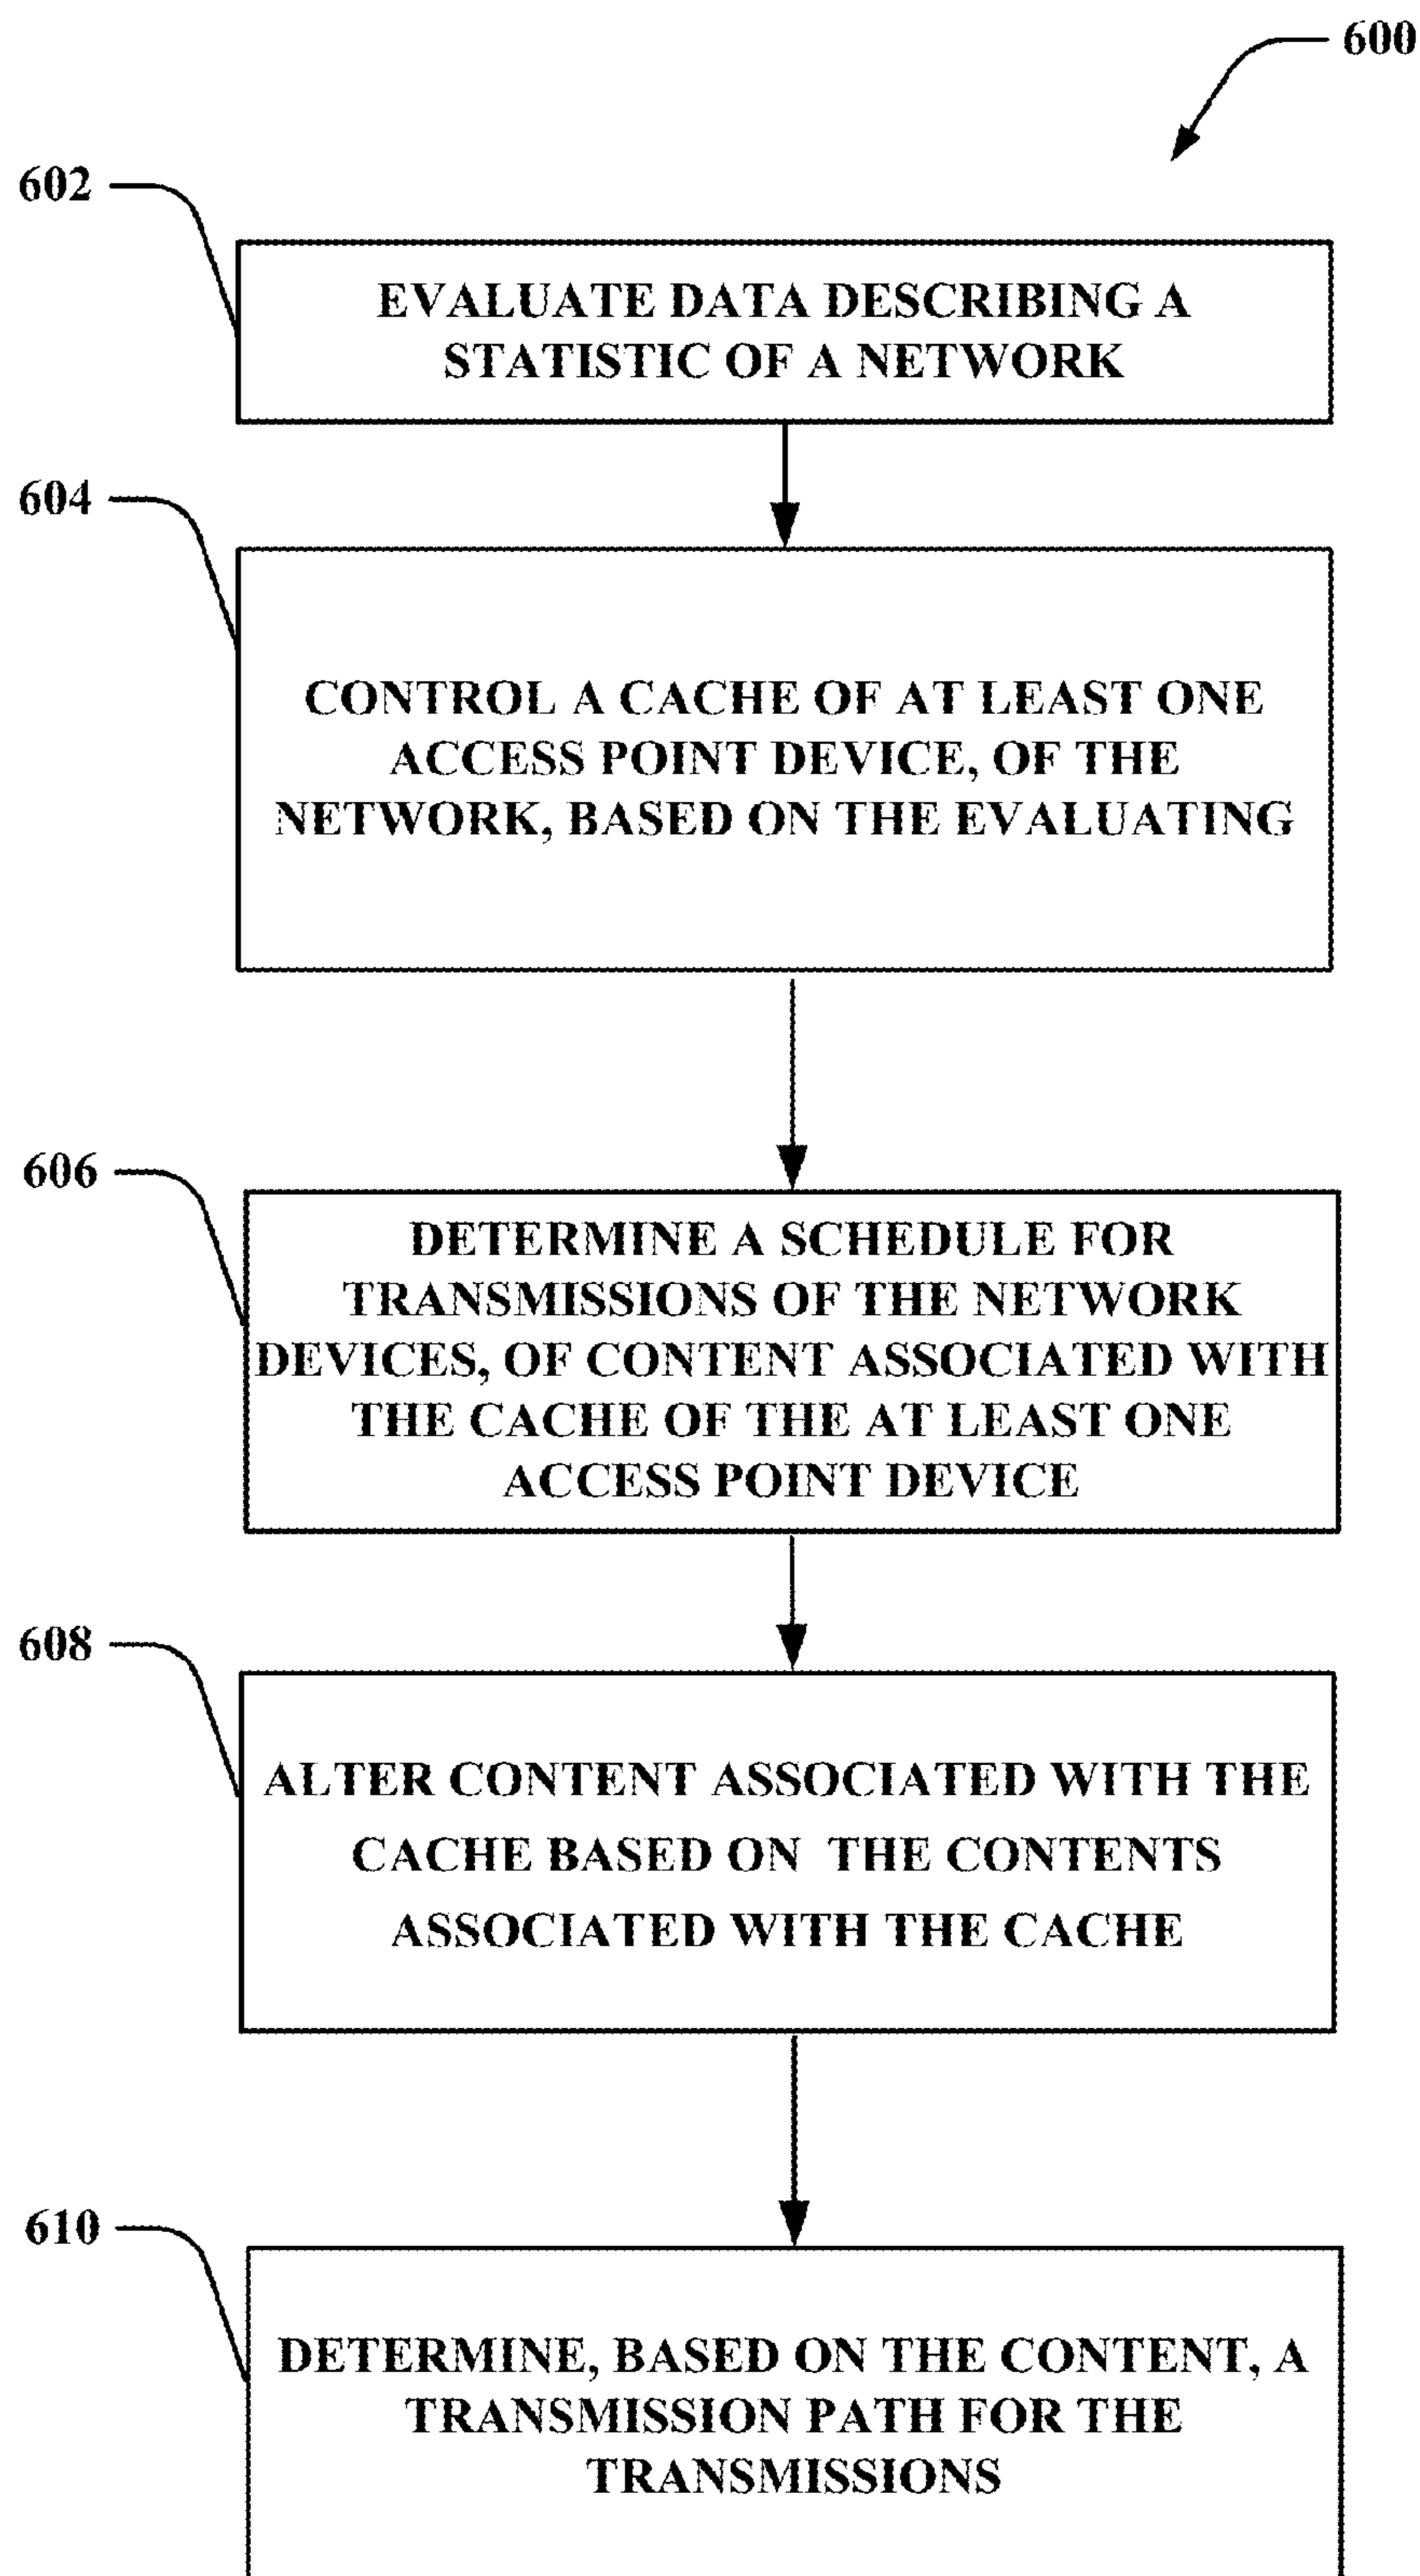 600
602
EVALUATE DATA DESCRIBING A
STATISTIC OF A NETWORK
604
CONTROL A CACHE OF AT LEAST ONE
ACCESS POINT DEVICE, OF THE
NETWORK, BASED ON THE EVALUATING
606
DETERMINE A SCHEDULE FOR
TRANSMISSIONS OF THE NETWORK
DEVICES, OF CONTENT ASSOCIATED WITH
THE CACHE OF THE AT LEAST ONE
ACCESS POINT DEVICE
608
ALTER CONTENT ASSOCIATED WITH THE
CACHE BASED ON THE CONTENTS
ASSOCIATED WITH THE CACHE
610
DETERMINE, BASED ON THE CONTENT, A
TRANSMISSION PATH FOR THE
TRANSMISSIONS